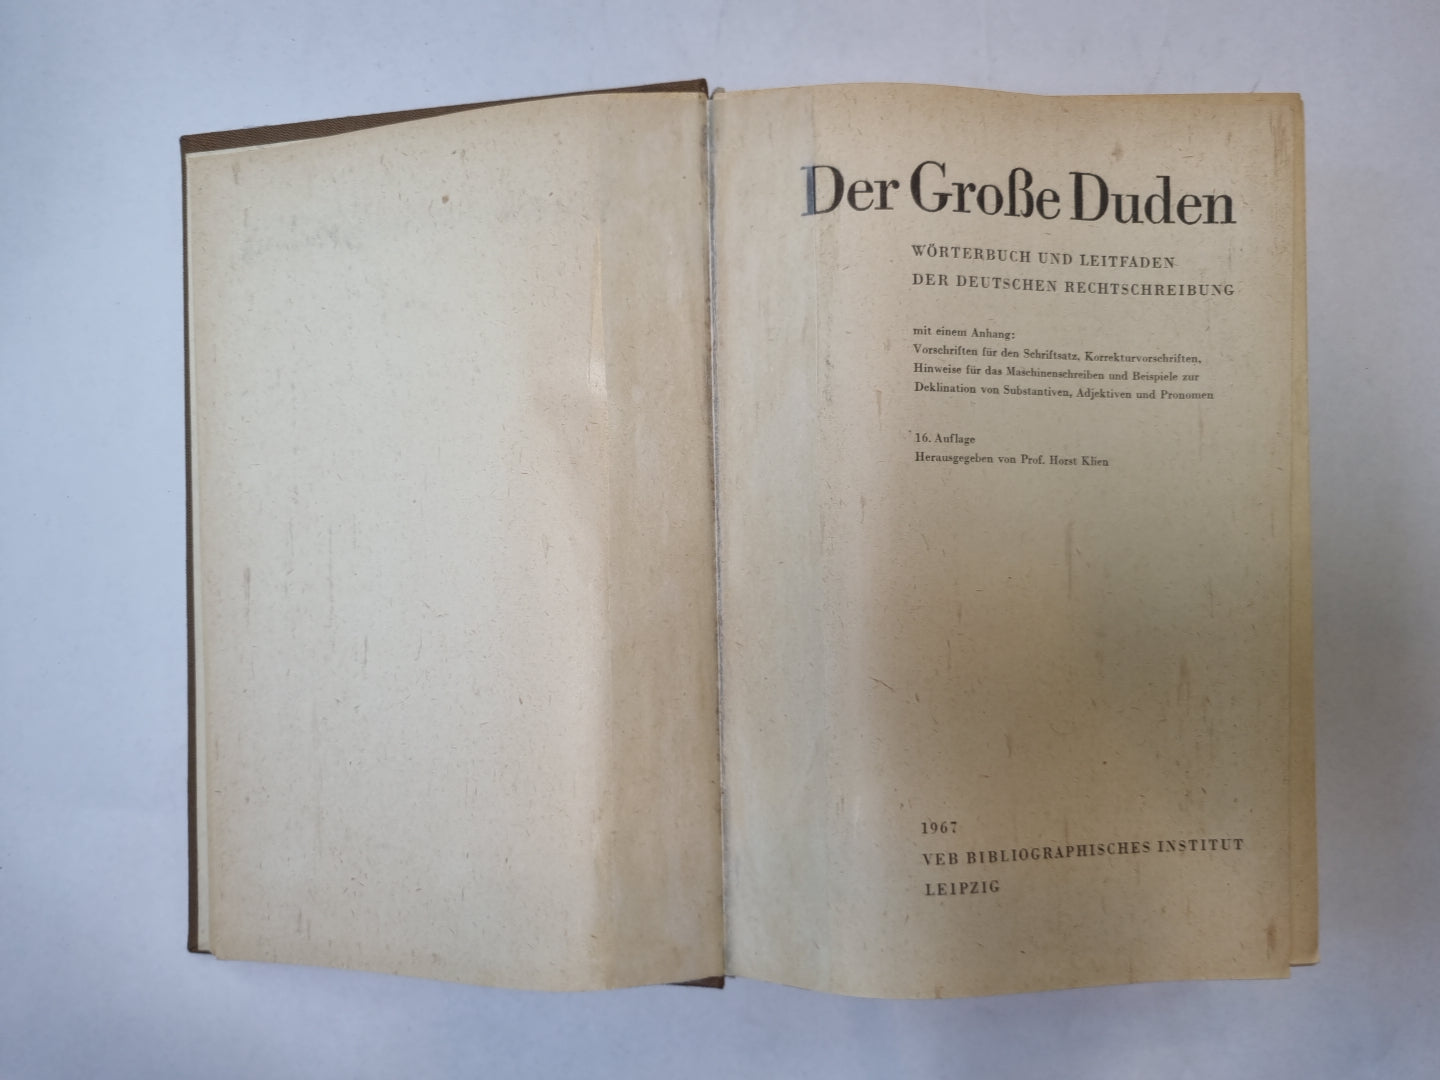 Der Große Duden
WÖRTERBUCH UND LEITFADEN
DER DEUTSCHEN RECHTSCHREIBUNG
mit einem Anhang:
Vorschriften für den Schriftsatz, Korrekturvorschriften,
Hinweise für das Maschinenschreiben und Beispiele zur
Deklination von Substantiven, Adjektiven und Pronomen
16. Auflage
Herausgegeben von Prof. Horst Klien
1967
VEB BIBLIOGRAPHISCHES INSTITUT
LEIPZIG